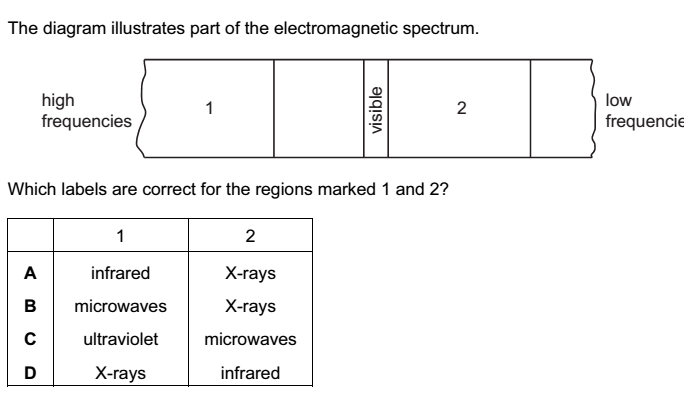 The diagram illustrates part of the electromagnetic spectrum.
high
frequencies
1
visible
2
low
frequencie
Which labels are correct for the regions marked 1 and 2?
1 2
A infrared X-rays
B microwaves X-rays
C ultraviolet microwaves
D X-rays infrared